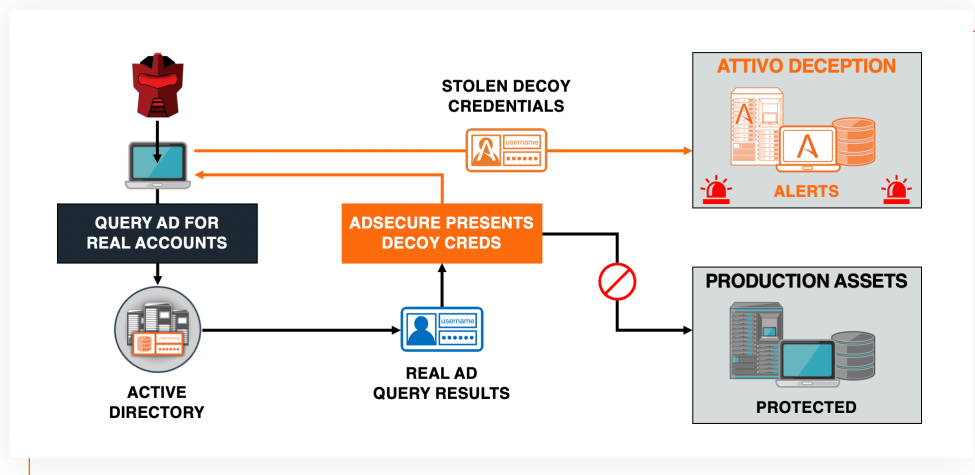 STOLEN DECOY
CREDENTIALS
username
ATTIVO DECEPTION
ALERTS
QUERY AD FOR
REAL ACCOUNTS
ADSECURE PRESENTS
DECOY CREDS
PRODUCTION ASSETS
PROTECTED
username
REAL AD
QUERY RESULTS
ACTIVE
DIRECTORY